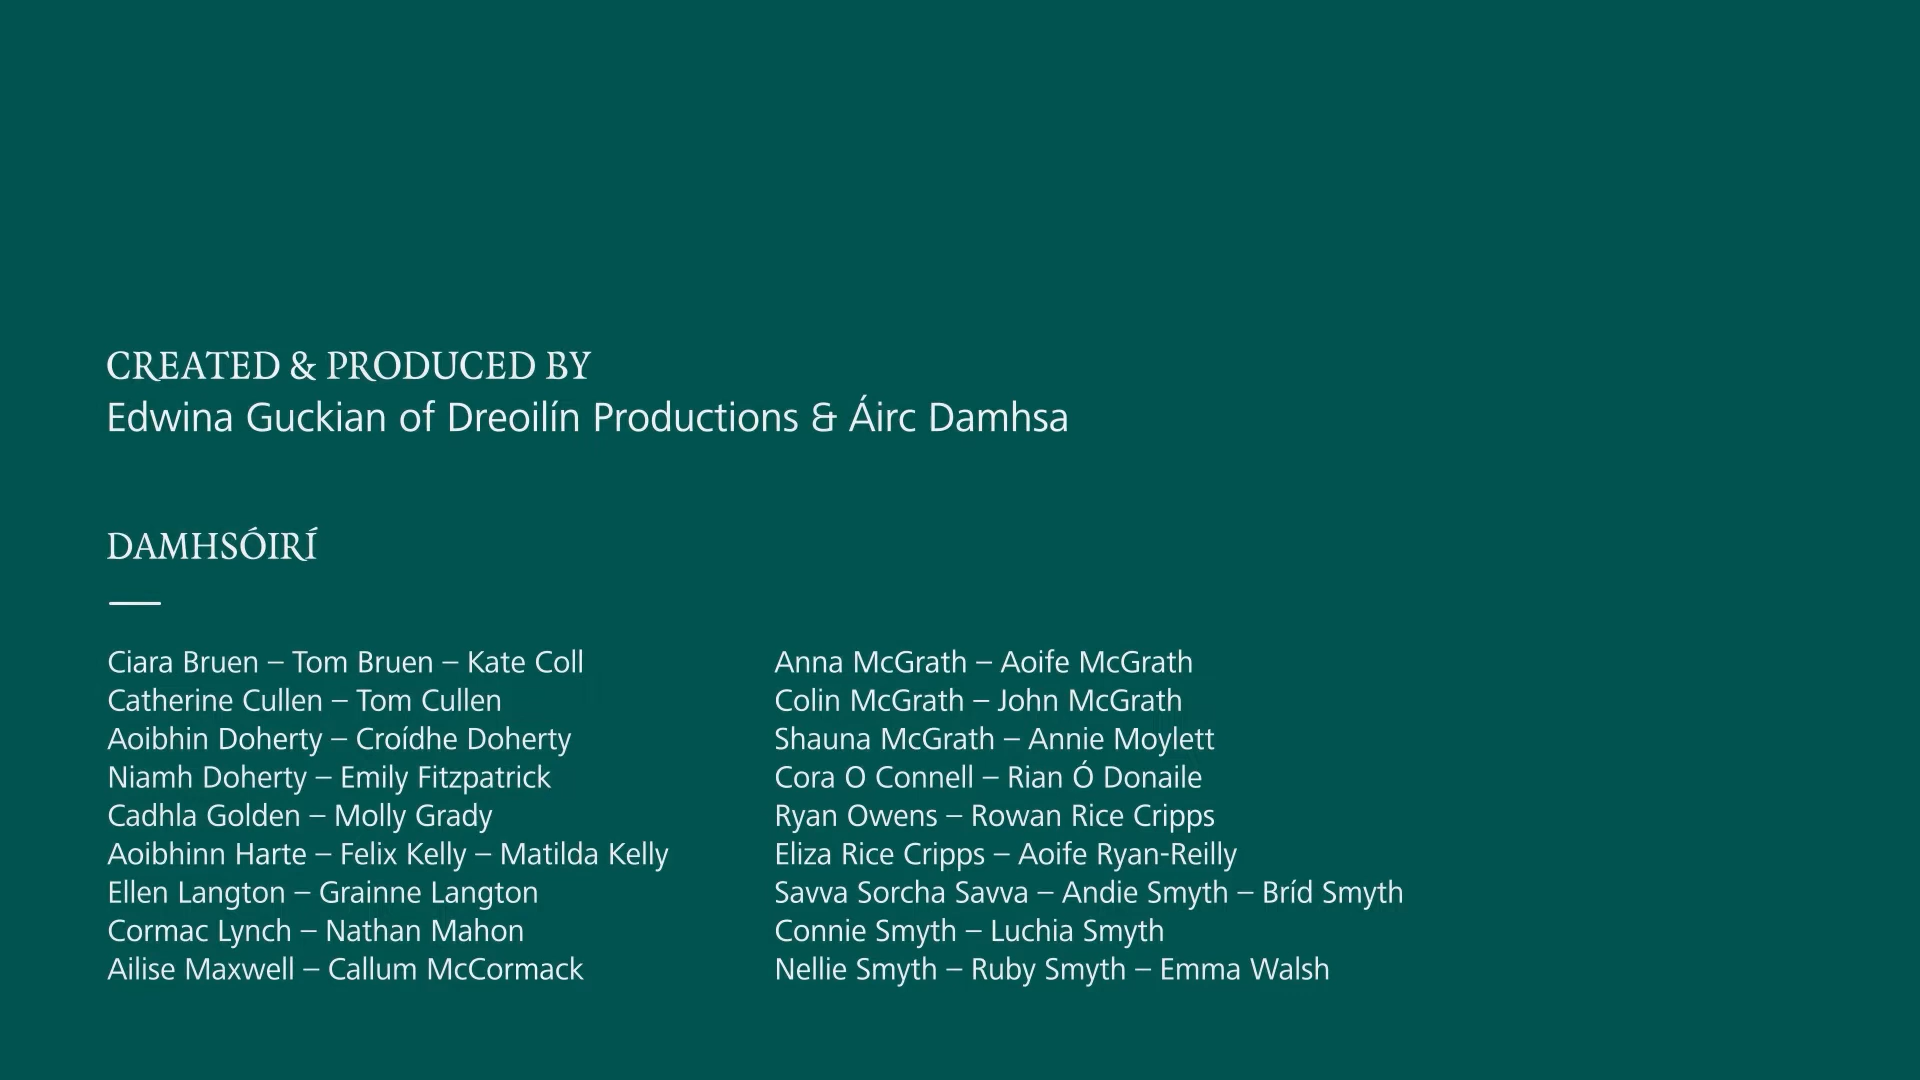 CREATED & PRODUCED BY
Edwina Guckian of Dreoilín Productions & Áirc Damhsa
DAMHSÓIRÍ
Ciara Bruen – Tom Bruen – Kate Coll
Catherine Cullen – Tom Cullen
Aoibhin Doherty – Croídhe Doherty
Niamh Doherty – Emily Fitzpatrick
Cadhla Golden – Molly Grady
Aoibhinn Harte – Felix Kelly – Matilda Kelly
Ellen Langton – Grainne Langton
Cormac Lynch – Nathan Mahon
Ailise Maxwell – Callum McCormack
Anna McGrath – Aoife McGrath
Colin McGrath – John McGrath
Shauna McGrath – Annie Moylett
Cora O Connell – Rian Ó Donaile
Ryan Owens – Rowan Rice Cripps
Eliza Rice Cripps – Aoife Ryan-Reilly
Savva Sorcha Savva – Andie Smyth – Bríd Smyth
Connie Smyth – Luchia Smyth
Nellie Smyth – Ruby Smyth – Emma Walsh